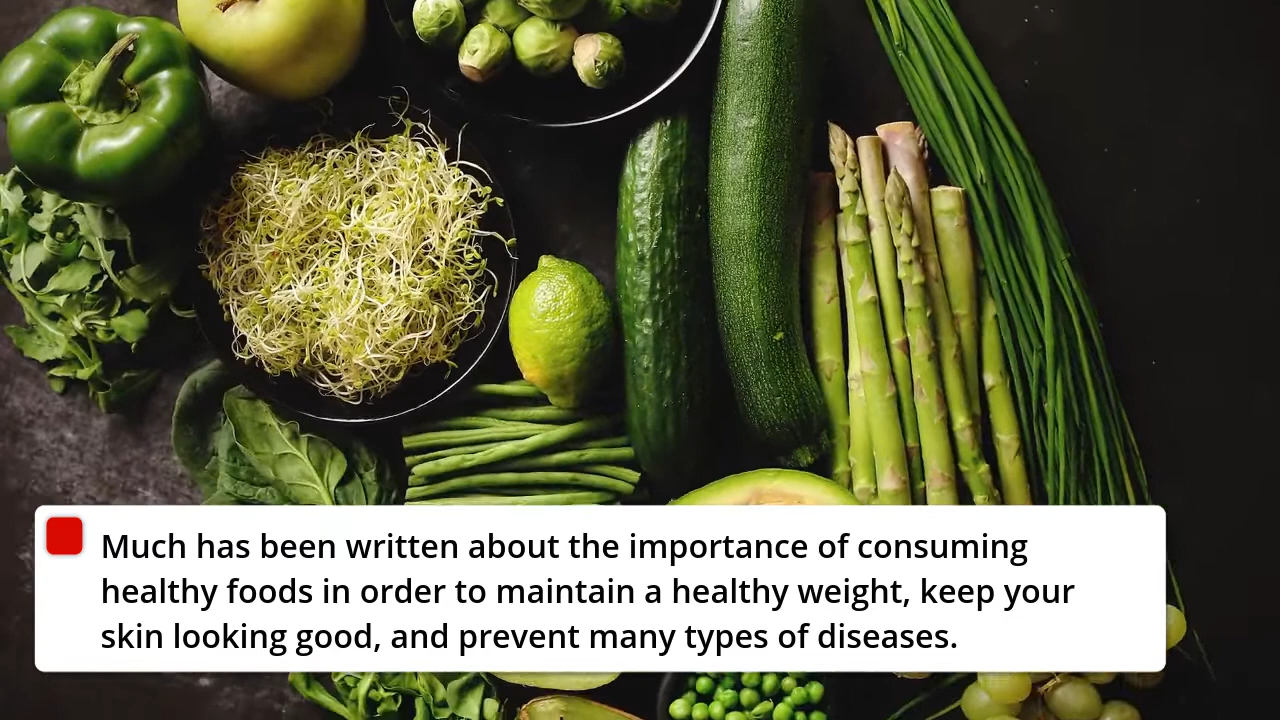 Much has been written about the importance of consuming
healthy foods in order to maintain a healthy weight, keep your
skin looking good, and prevent many types of diseases.